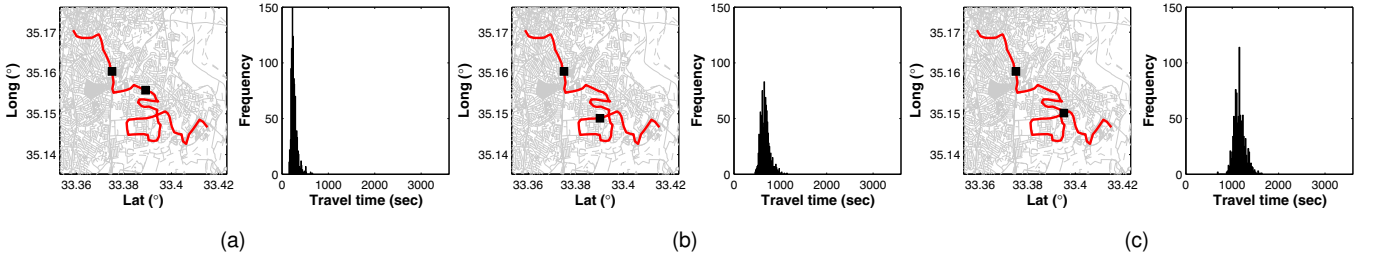 Long (°)
35.17
35.16
35.15
35.14
33.36 33.38 33.4 33.42
Lat (°)
Frequency
150
100
50
0
0 1000 2000 3000
Travel time (sec)
(a)
Long (°)
35.17
35.16
35.15
35.14
33.36 33.38 33.4 33.42
Lat (°)
Frequency
150
100
50
0
0 1000 2000 3000
Travel time (sec)
(b)
Long (°)
35.17
35.16
35.15
35.14
33.36 33.38 33.4 33.42
Lat (°)
Frequency
150
100
50
0
0 1000 2000 3000
Travel time (sec)
(c)